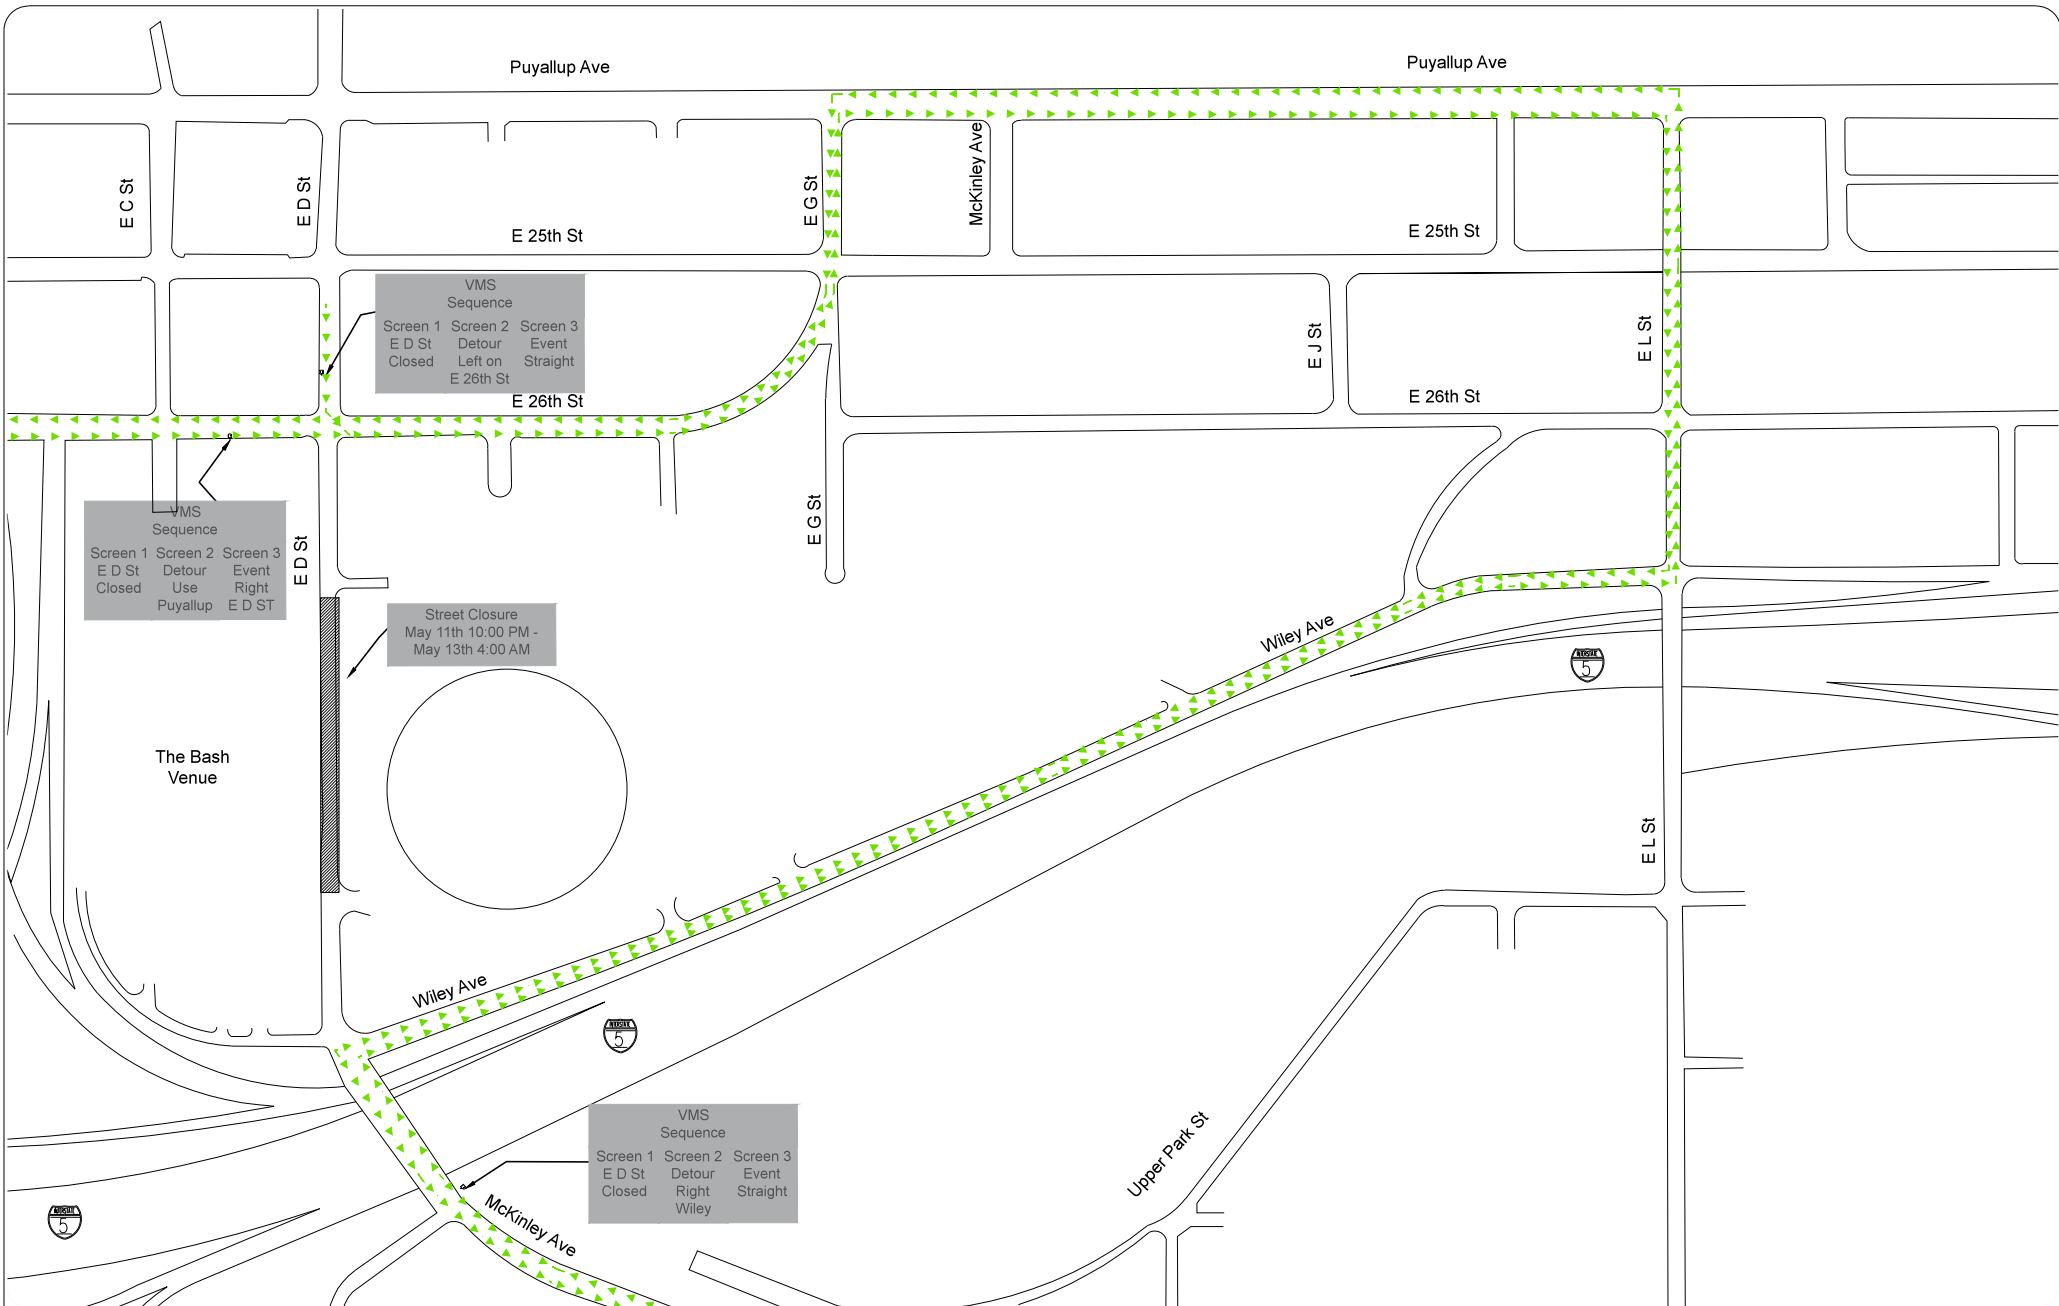 Puyallup Ave
Puyallup Ave
E C St
E D St
E G St
McKinley Ave
E 25th St
E 25th St
VMS
Sequence
Screen 1 Screen 2 Screen 3
E D St Detour Event
Closed Left on Straight
E 26th St
E J St
E L St
E 26th St
E 26th St
VMS
Sequence
Screen 1 Screen 2 Screen 3
E D St Detour Event
Closed Use Right
Puyallup E D ST
E D St
E G St
Street Closure
May 11th 10:00 PM -
May 13th 4:00 AM
Wiley Ave
INTERSTATE
5
The Bash
Venue
E L St
Wiley Ave
INTERSTATE
5
VMS
Sequence
Screen 1 Screen 2 Screen 3
E D St Detour Event
Closed Right Straight
Wiley
Upper Park St
McKinley Ave
INTERSTATE
5